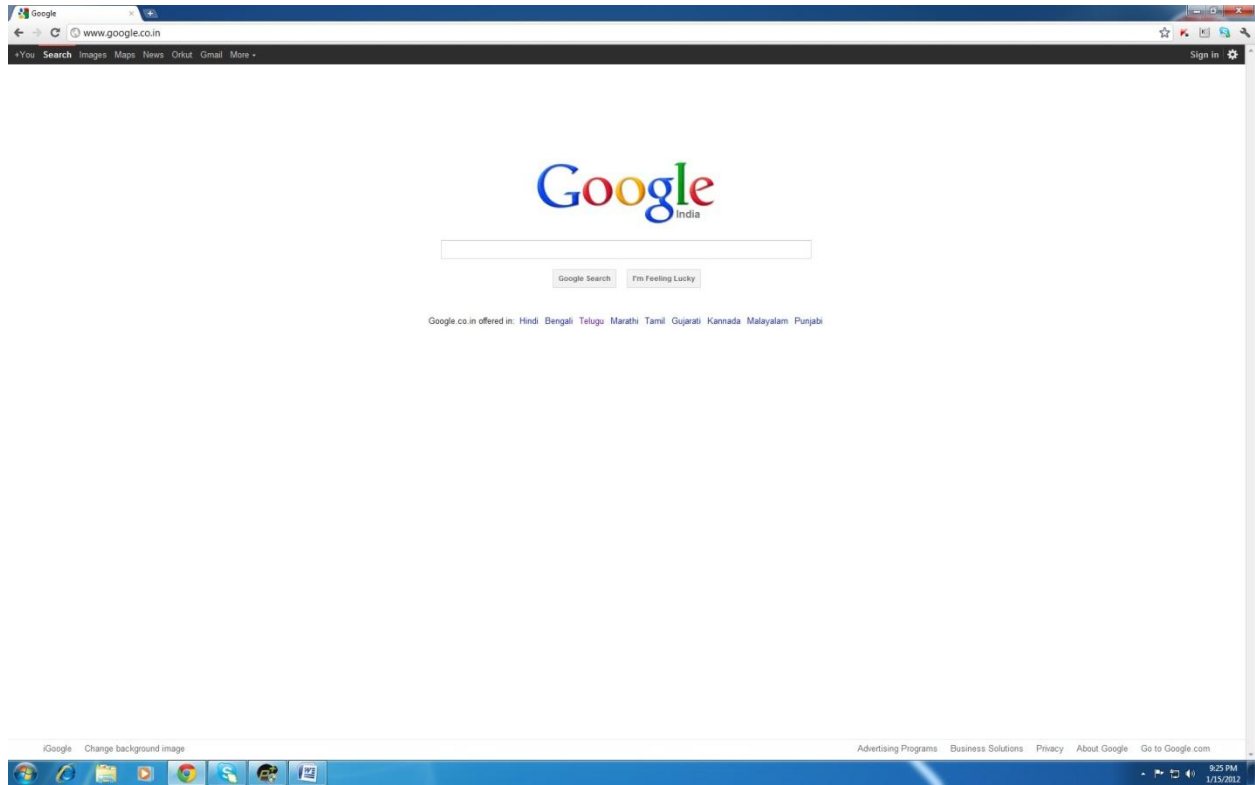 Google
www.google.co.in
+You Search Images Maps News Orkut Gmail More
Sign in
Google
India
Google Search I'm Feeling Lucky
Google.co.in offered in: Hindi Bengali Telugu Marathi Tamil Gujarati Kannada Malayalam Punjabi
iGoogle Change background image Advertising Programs Business Solutions Privacy About Google Go to Google.com
9:25 PM
1/15/2012